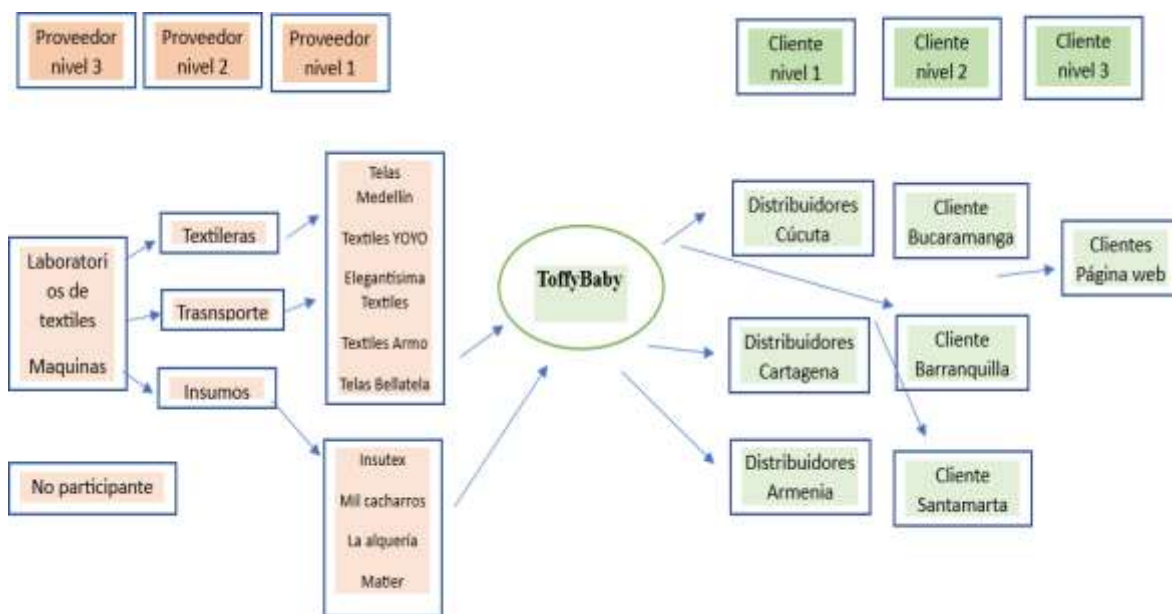 Proveedor
nivel 3
Proveedor
nivel 2
Proveedor
nivel 1
Cliente
nivel 1
Cliente
nivel 2
Cliente
nivel 3
Laboratori
os de
textiles
Maquinas
Textileras
Trasnsporte
Insumos
Telas
Medellín
Textiles YOYO
Elegantísima
Textiles
Textiles Armo
Telas Bellatela
Insutex
Mil cacharros
La alquería
Matier
No participante
ToffyBaby
Distribuidores
Cúcuta
Distribuidores
Cartagena
Distribuidores
Armenia
Cliente
Bucaramanga
Cliente
Barranquilla
Cliente
Santamarta
Clientes
Página web